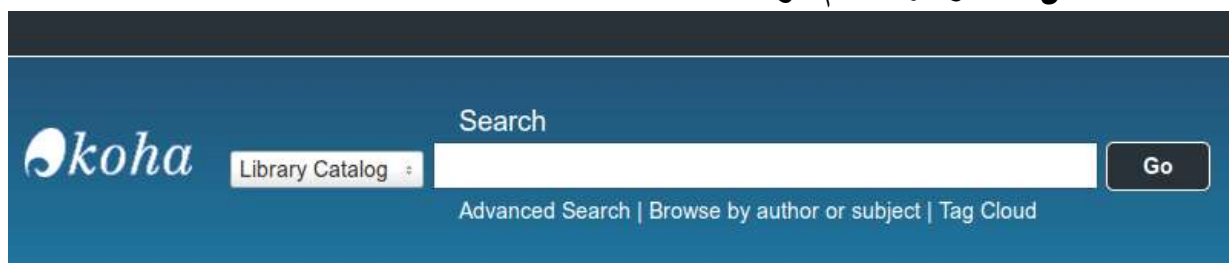 Search
koha
Library Catalog
Go
Advanced Search | Browse by author or subject | Tag Cloud